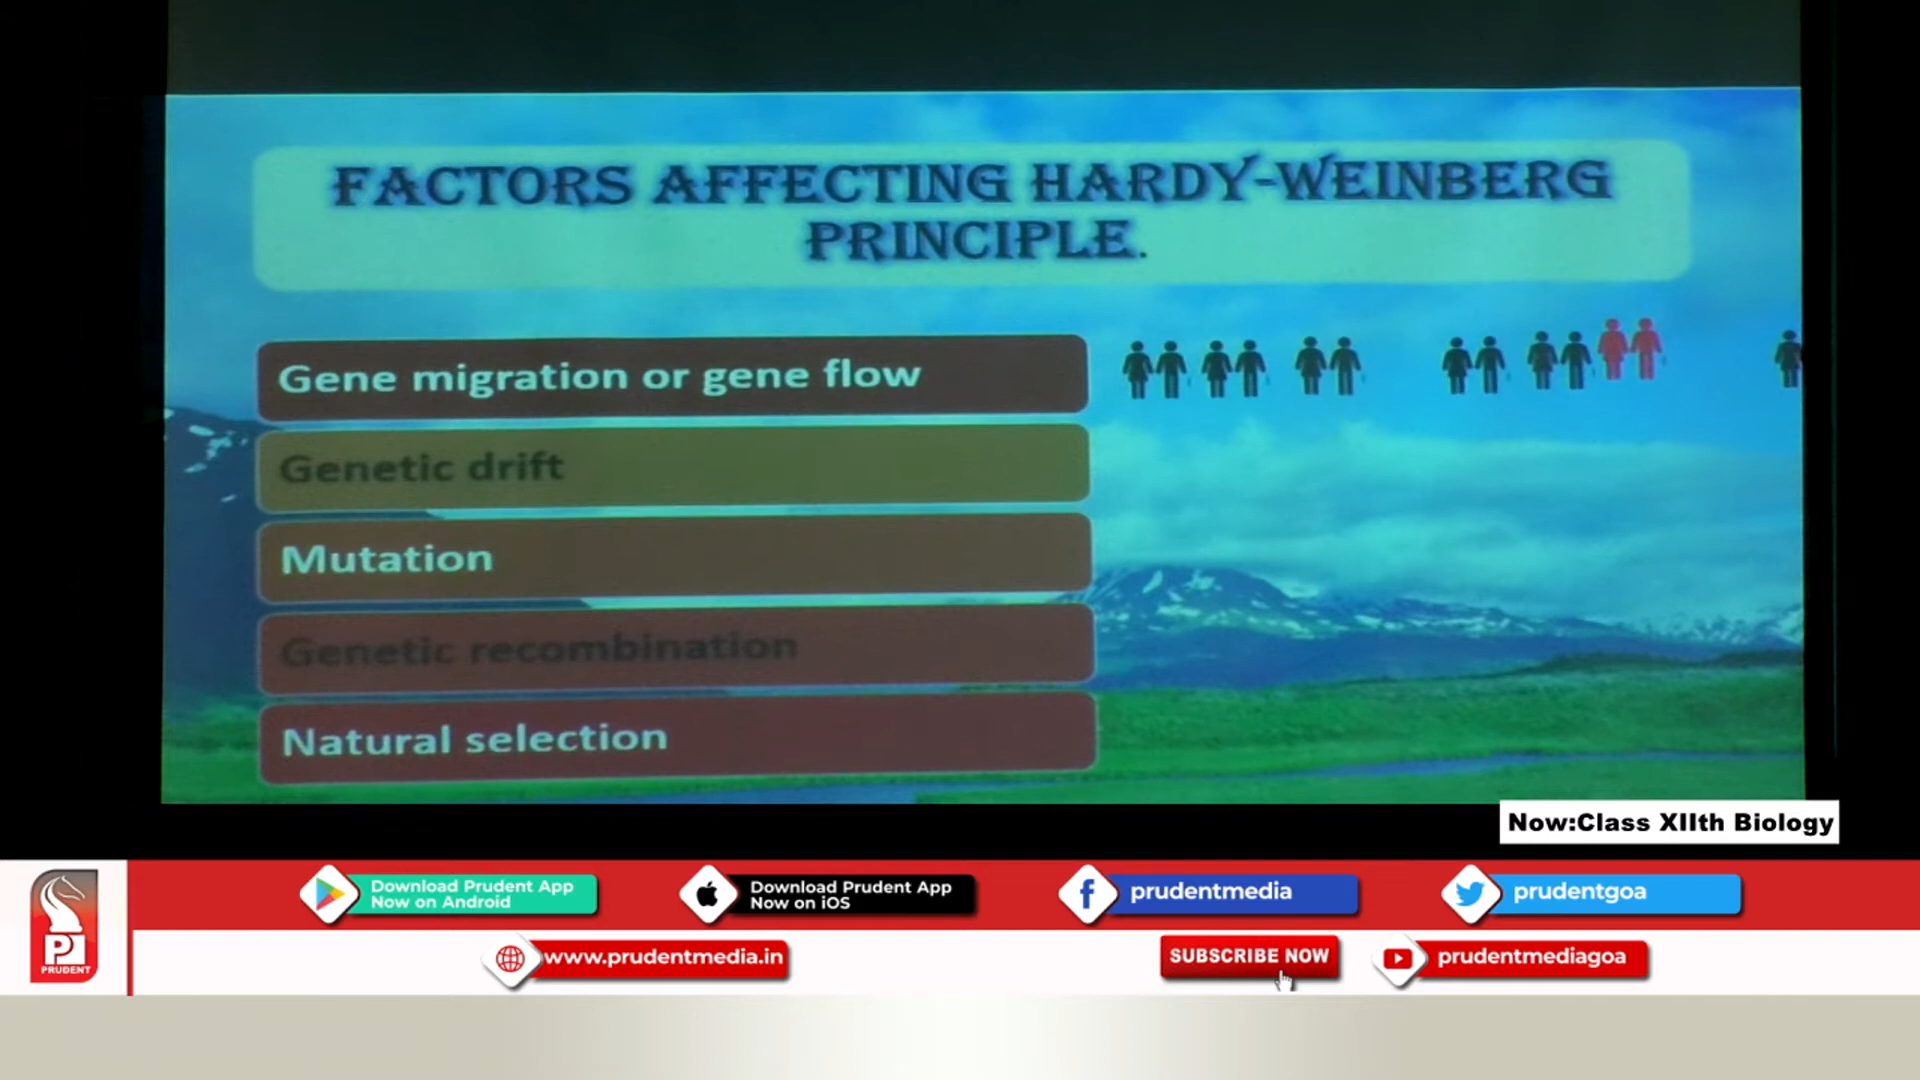 FACTORS AFFECTING HARDY-WEINBERG
PRINCIPLE.
Gene migration or gene flow
Genetic drift
Mutation
Genetic recombination
Natural selection
Now:Class XIIth Biology
Download Prudent App
Now on Android
Download Prudent App
Now on iOS
prudentmedia
prudentgoa
PRUDENT
www.prudentmedia.in
SUBSCRIBE NOW
prudentmediagoa